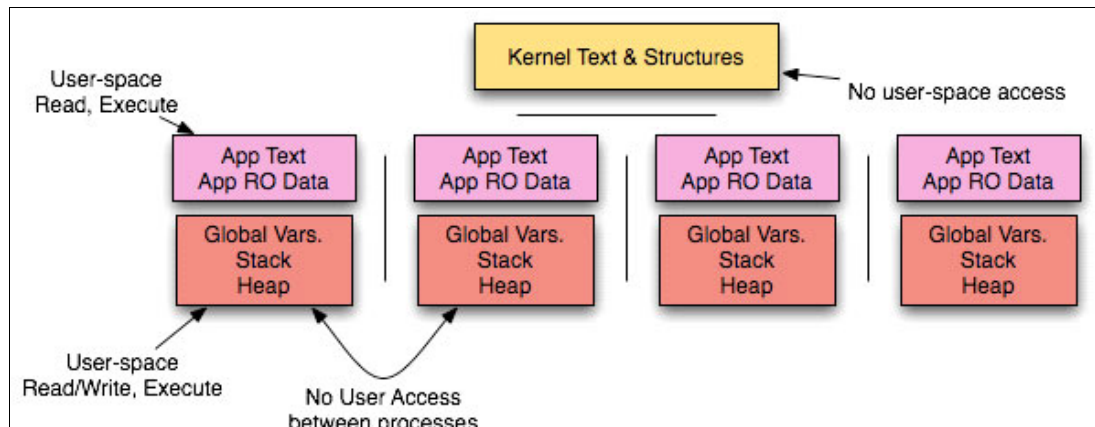 Kernel Text & Structures
User-space
Read, Execute
No user-space access
App Text
App RO Data
App Text
App RO Data
App Text
App RO Data
App Text
App RO Data
Global Vars.
Stack
Heap
Global Vars.
Stack
Heap
Global Vars.
Stack
Heap
Global Vars.
Stack
Heap
User-space
Read/Write, Execute
No User Access
between processes